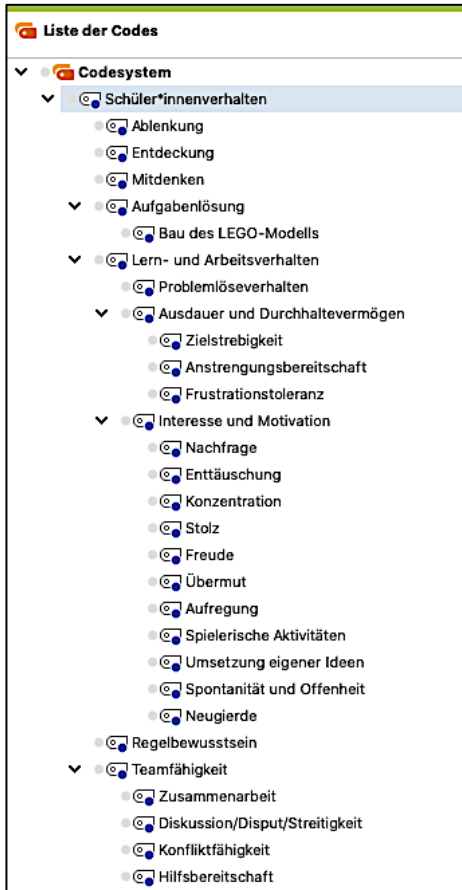 Liste der Codes
Codesystem
Schüler*innenverhalten
Ablenkung
Entdeckung
Mitdenken
Aufgabenlösung
Bau des LEGO-Modells
Lern- und Arbeitsverhalten
Problemlöseverhalten
Ausdauer und Durchhaltevermögen
Zielstrebigkeit
Anstrengungsbereitschaft
Frustrationstoleranz
Interesse und Motivation
Nachfrage
Enttäuschung
Konzentration
Stolz
Freude
Übermut
Aufregung
Spielerische Aktivitäten
Umsetzung eigener Ideen
Spontanität und Offenheit
Neugierde
Regelbewusstsein
Teamfähigkeit
Zusammenarbeit
Diskussion/Disput/Streitigkeit
Konfliktfähigkeit
Hilfsbereitschaft